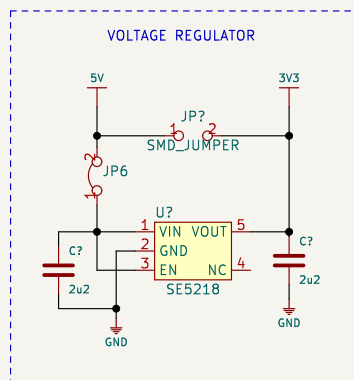 VOLTAGE REGULATOR
5V
3V3
JP?
1 2
SMD_JUMPER
2
JP6
1
U?
1 VIN VOUT 5
2 GND
3 EN NC 4
SE5218
C?
2u2
C?
2u2
GND
GND